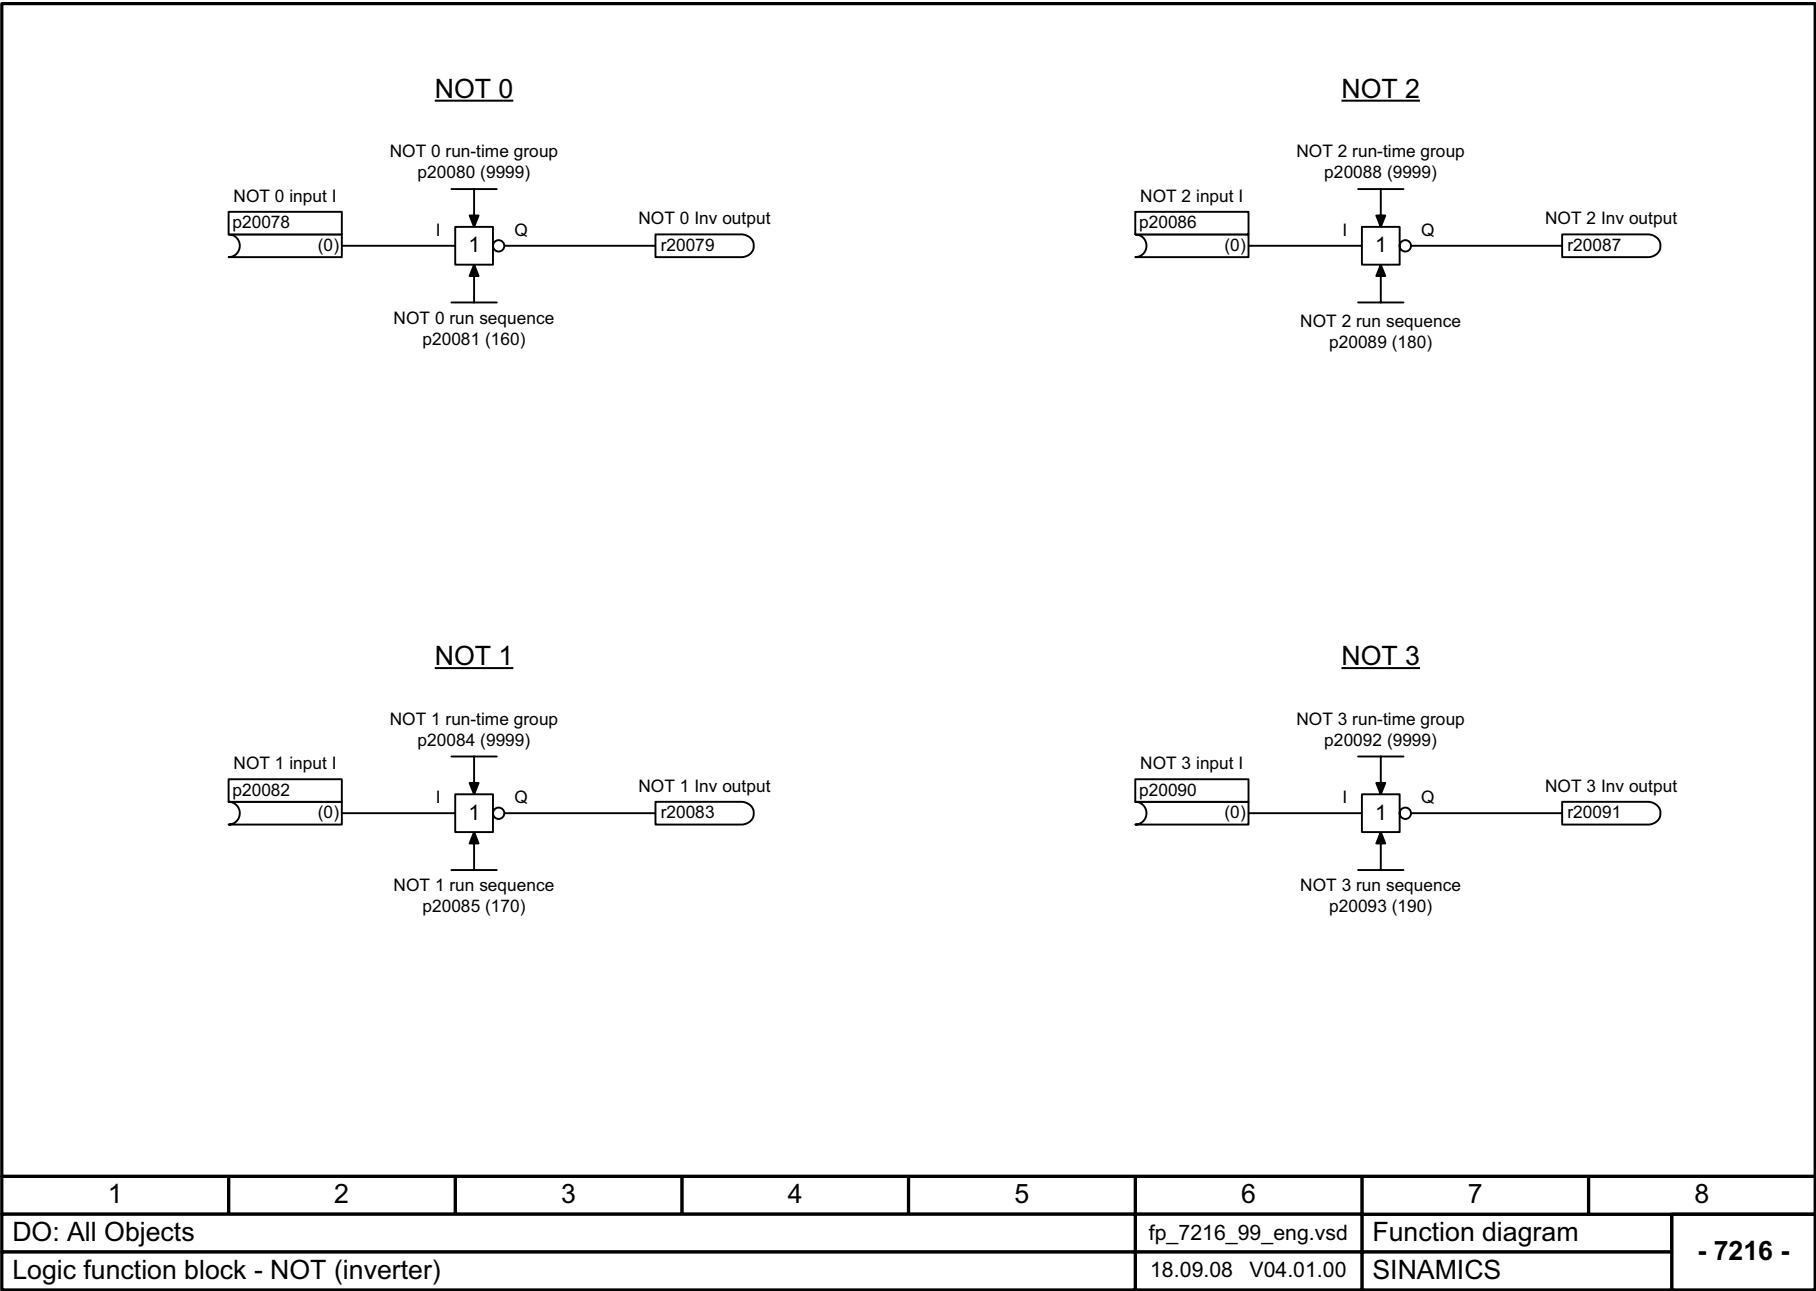 NOT 0
NOT 0 run-time group
p20080 (9999)
NOT 0 input I
p20078
(0)
I
1
Q
NOT 0 Inv output
r20079
NOT 0 run sequence
p20081 (160)
NOT 2
NOT 2 run-time group
p20088 (9999)
NOT 2 input I
p20086
(0)
I
1
Q
NOT 2 Inv output
r20087
NOT 2 run sequence
p20089 (180)
NOT 1
NOT 1 run-time group
p20084 (9999)
NOT 1 input I
p20082
(0)
I
1
Q
NOT 1 Inv output
r20083
NOT 1 run sequence
p20085 (170)
NOT 3
NOT 3 run-time group
p20092 (9999)
NOT 3 input I
p20090
(0)
I
1
Q
NOT 3 Inv output
r20091
NOT 3 run sequence
p20093 (190)
1 2 3 4 5 6 7 8
DO: All Objects
fp_7216_99_eng.vsd
Function diagram
- 7216 -
Logic function block - NOT (inverter)
18.09.08 V04.01.00
SINAMICS